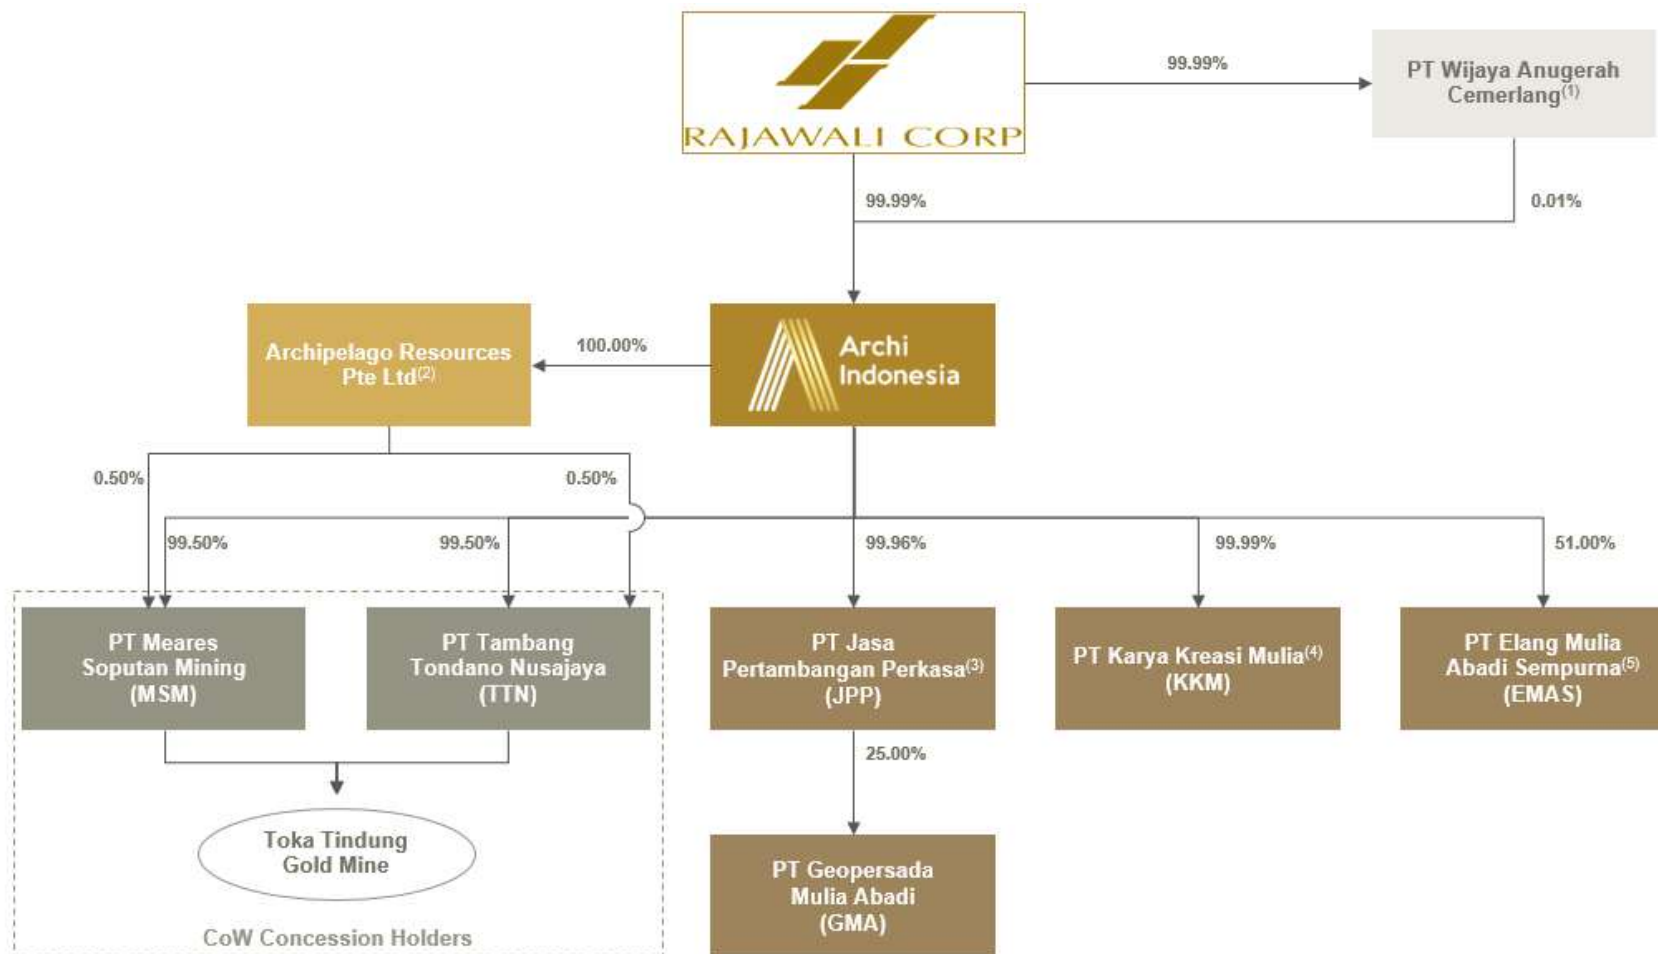 99.99%
PT Wijaya Anugerah
Cemerlang(1)
RAJAWALI CORP
99.99%
0.01%
Archipelago Resources
Pte Ltd(2)
100.00%
Archi
Indonesia
0.50%
0.50%
99.50%
99.50%
99.96%
99.99%
51.00%
PT Meares
Soputan Mining
(MSM)
PT Tambang
Tondano Nusajaya
(TTN)
PT Jasa
Pertambangan Perkasa(3)
(JPP)
PT Karya Kreasi Mulia(4)
(KKM)
PT Elang Mulia
Abadi Sempurna(5)
(EMAS)
25.00%
Toka Tindung
Gold Mine
PT Geopersada
Mulia Abadi
(GMA)
CoW Concession Holders